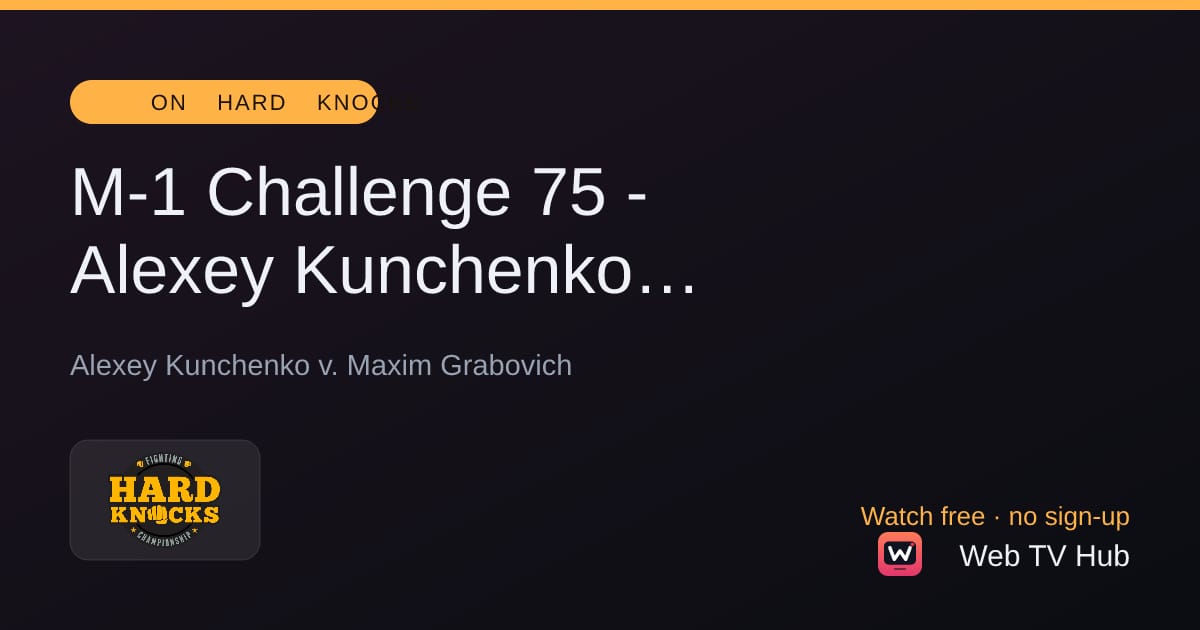 ON HARD KNOC
M-1 Challenge 75 -
Alexey Kunchenko…
Alexey Kunchenko v. Maxim Grabovich
FIGHTING
HARD
KNOCKS
CHAMPIONSHIP
Watch free · no sign-up
W
Web TV Hub